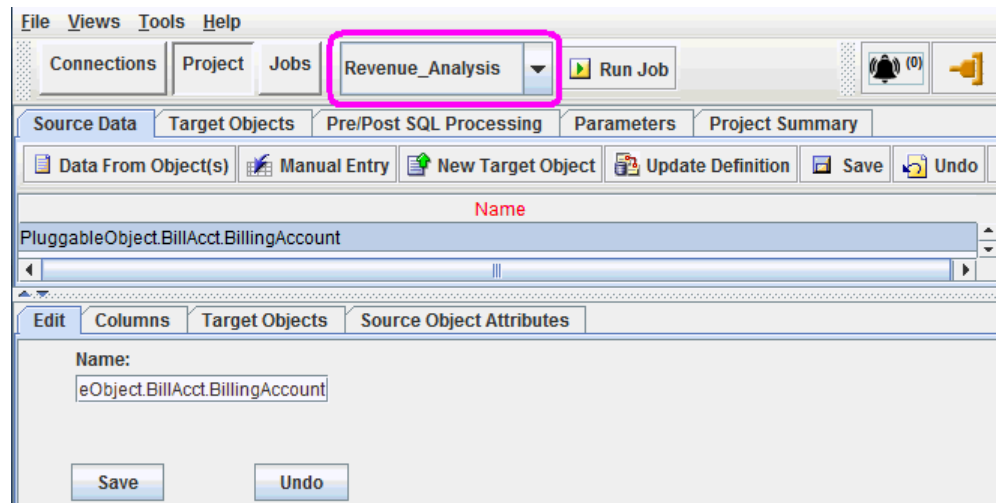 File Views Tools Help
Connections Project Jobs Revenue_Analysis Run Job (0)
Source Data Target Objects Pre/Post SQL Processing Parameters Project Summary
Data From Object(s) Manual Entry New Target Object Update Definition Save Undo
Name
PluggableObject.BillAcct.BillingAccount
Edit Columns Target Objects Source Object Attributes
Name:
eObject.BillAcct.BillingAccount
Save Undo